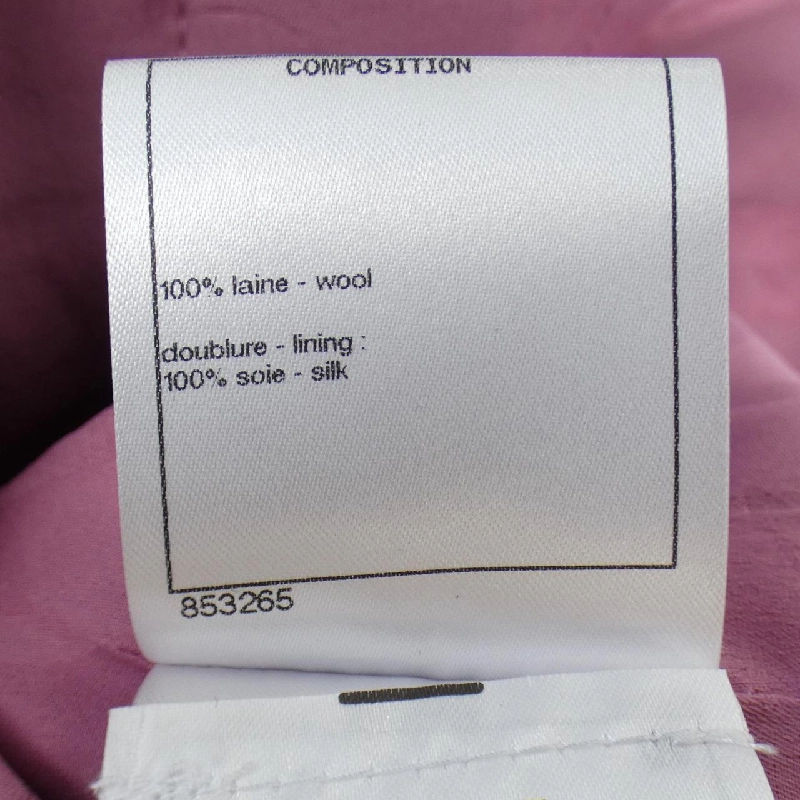 COMPOSITION
100% laine - wool
doublure - lining :
100% soie - silk
853265